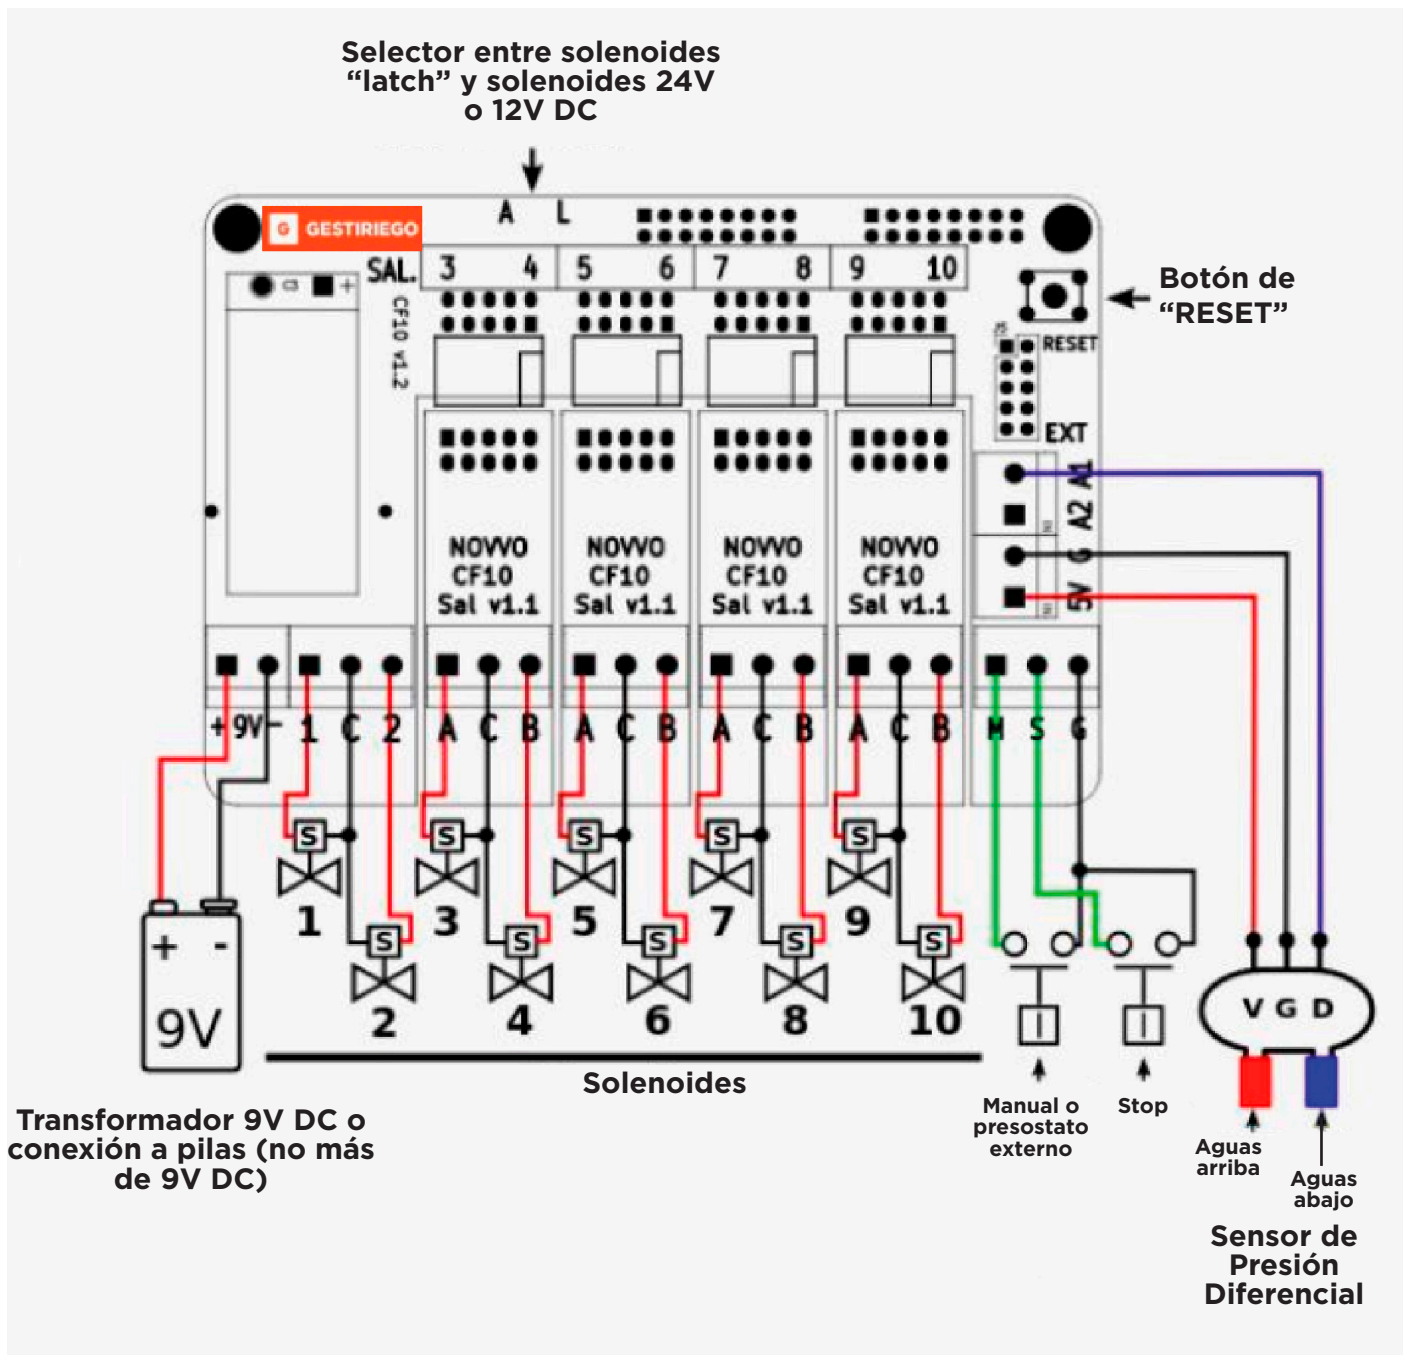 Selector entre solenoides
“latch” y solenoides 24V
o 12V DC
G GESTIRIEGO
A L
SAL. 3 4 5 6 7 8 9 10
+
CF10 v1.2
Botón de
“RESET”
RESET
EXT
A1
A2
G
5V
NOVVO
CF10
Sal v1.1
NOVVO
CF10
Sal v1.1
NOVVO
CF10
Sal v1.1
NOVVO
CF10
Sal v1.1
+ 9V - 1 C 2 A C B A C B A C B A C B M S G
S S S S S
1 3 5 7 9
S S S S S
2 4 6 8 10
+ -
9V
V G D
Solenoides
Transformador 9V DC o
conexión a pilas (no más
de 9V DC)
Manual o
presostato
externo
Stop
Aguas
arriba
Aguas
abajo
Sensor de
Presión
Diferencial